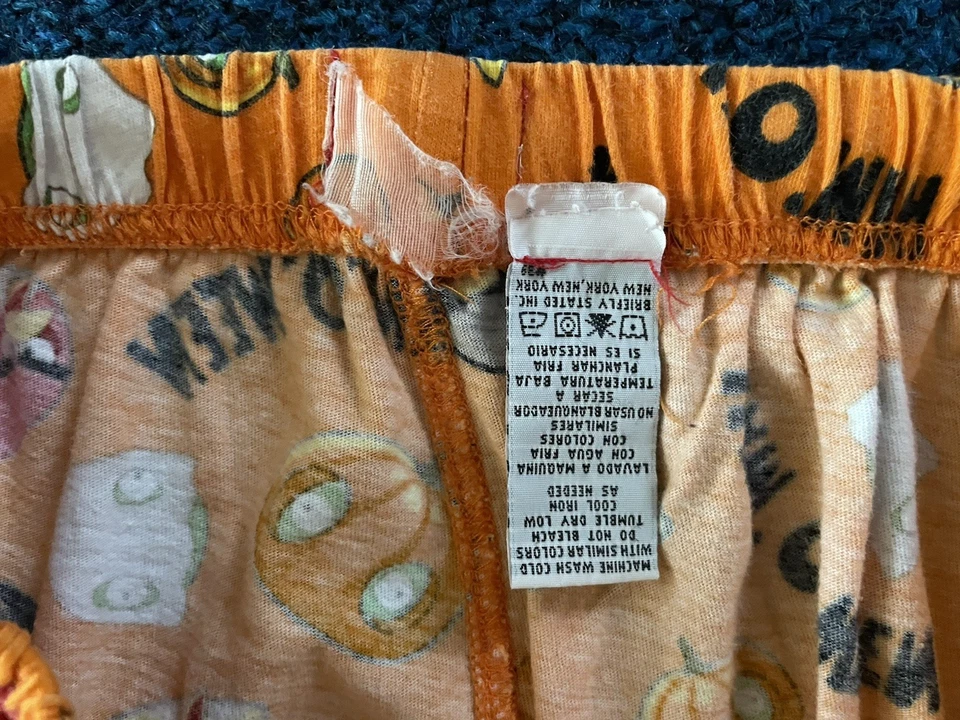 MACHINE WASH COLD
WITH SIMILAR COLORS
DO NOT BLEACH
TUMBLE DRY LOW
COOL IRON
AS NEEDED
LAVADO A MAQUINA
CON AGUA FRIA
CON COLORES
SIMILARES
NO USAR BLANQUEADOR
SECAR A
TEMPERATURA BAJA
PLANCHAR FRIA
SI ES NECESARIO
BRIEFLY STATED INC.
NEW YORK, NEW YORK